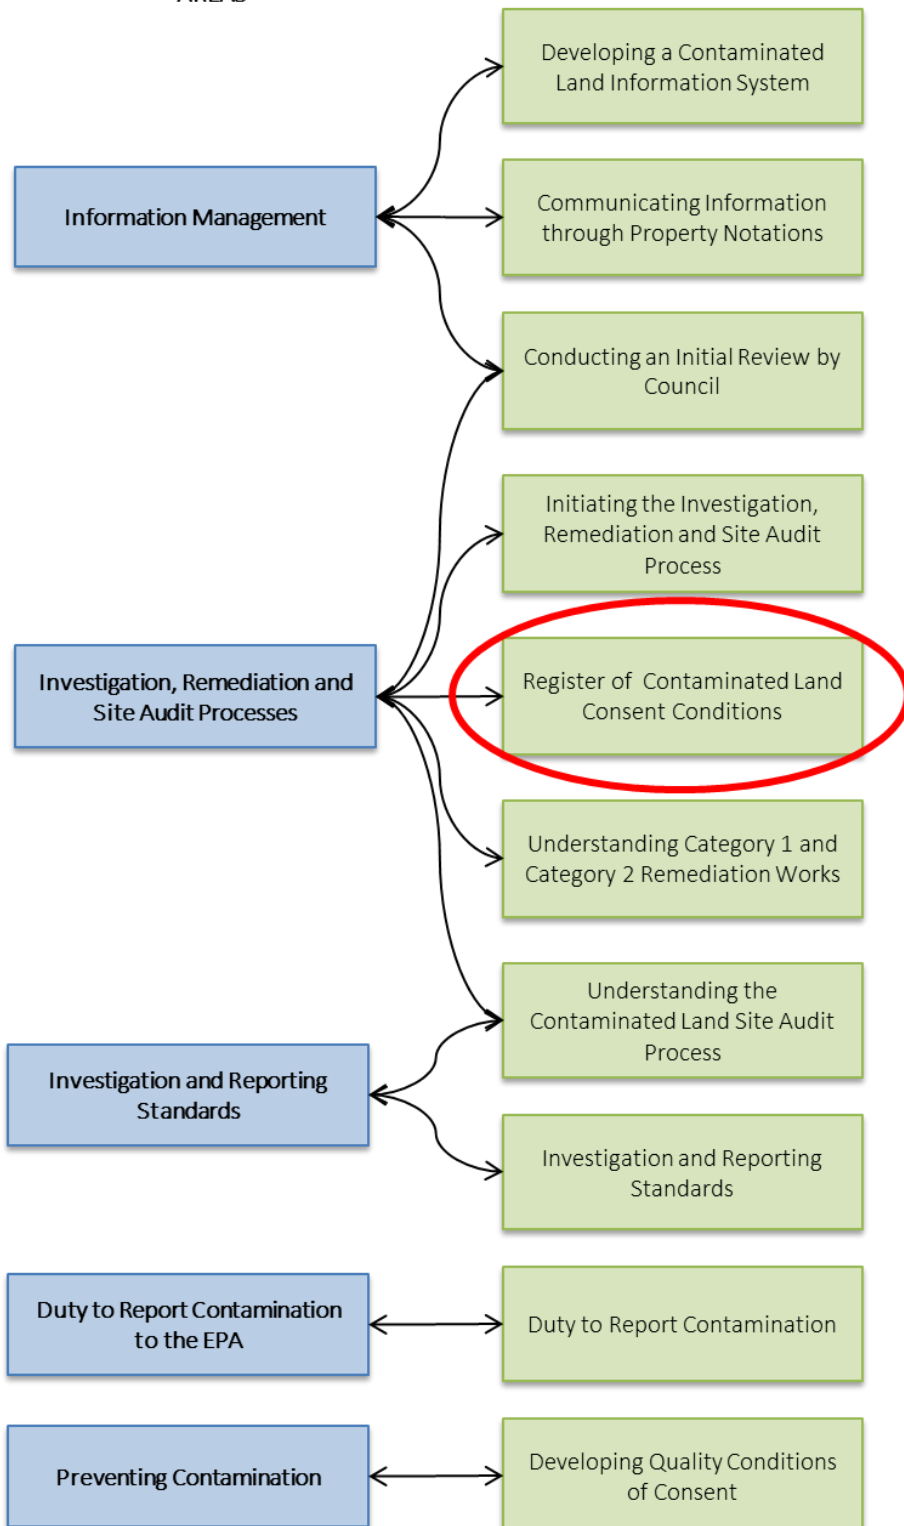 AREAS
Developing a Contaminated
Land Information System
Information Management
Communicating Information
through Property Notations
Conducting an Initial Review by
Council
Initiating the Investigation,
Remediation and Site Audit
Process
Investigation, Remediation and
Site Audit Processes
Register of Contaminated Land
Consent Conditions
Understanding Category 1 and
Category 2 Remediation Works
Understanding the
Contaminated Land Site Audit
Process
Investigation and Reporting
Standards
Investigation and Reporting
Standards
Duty to Report Contamination
to the EPA
Duty to Report Contamination
Preventing Contamination
Developing Quality Conditions
of Consent